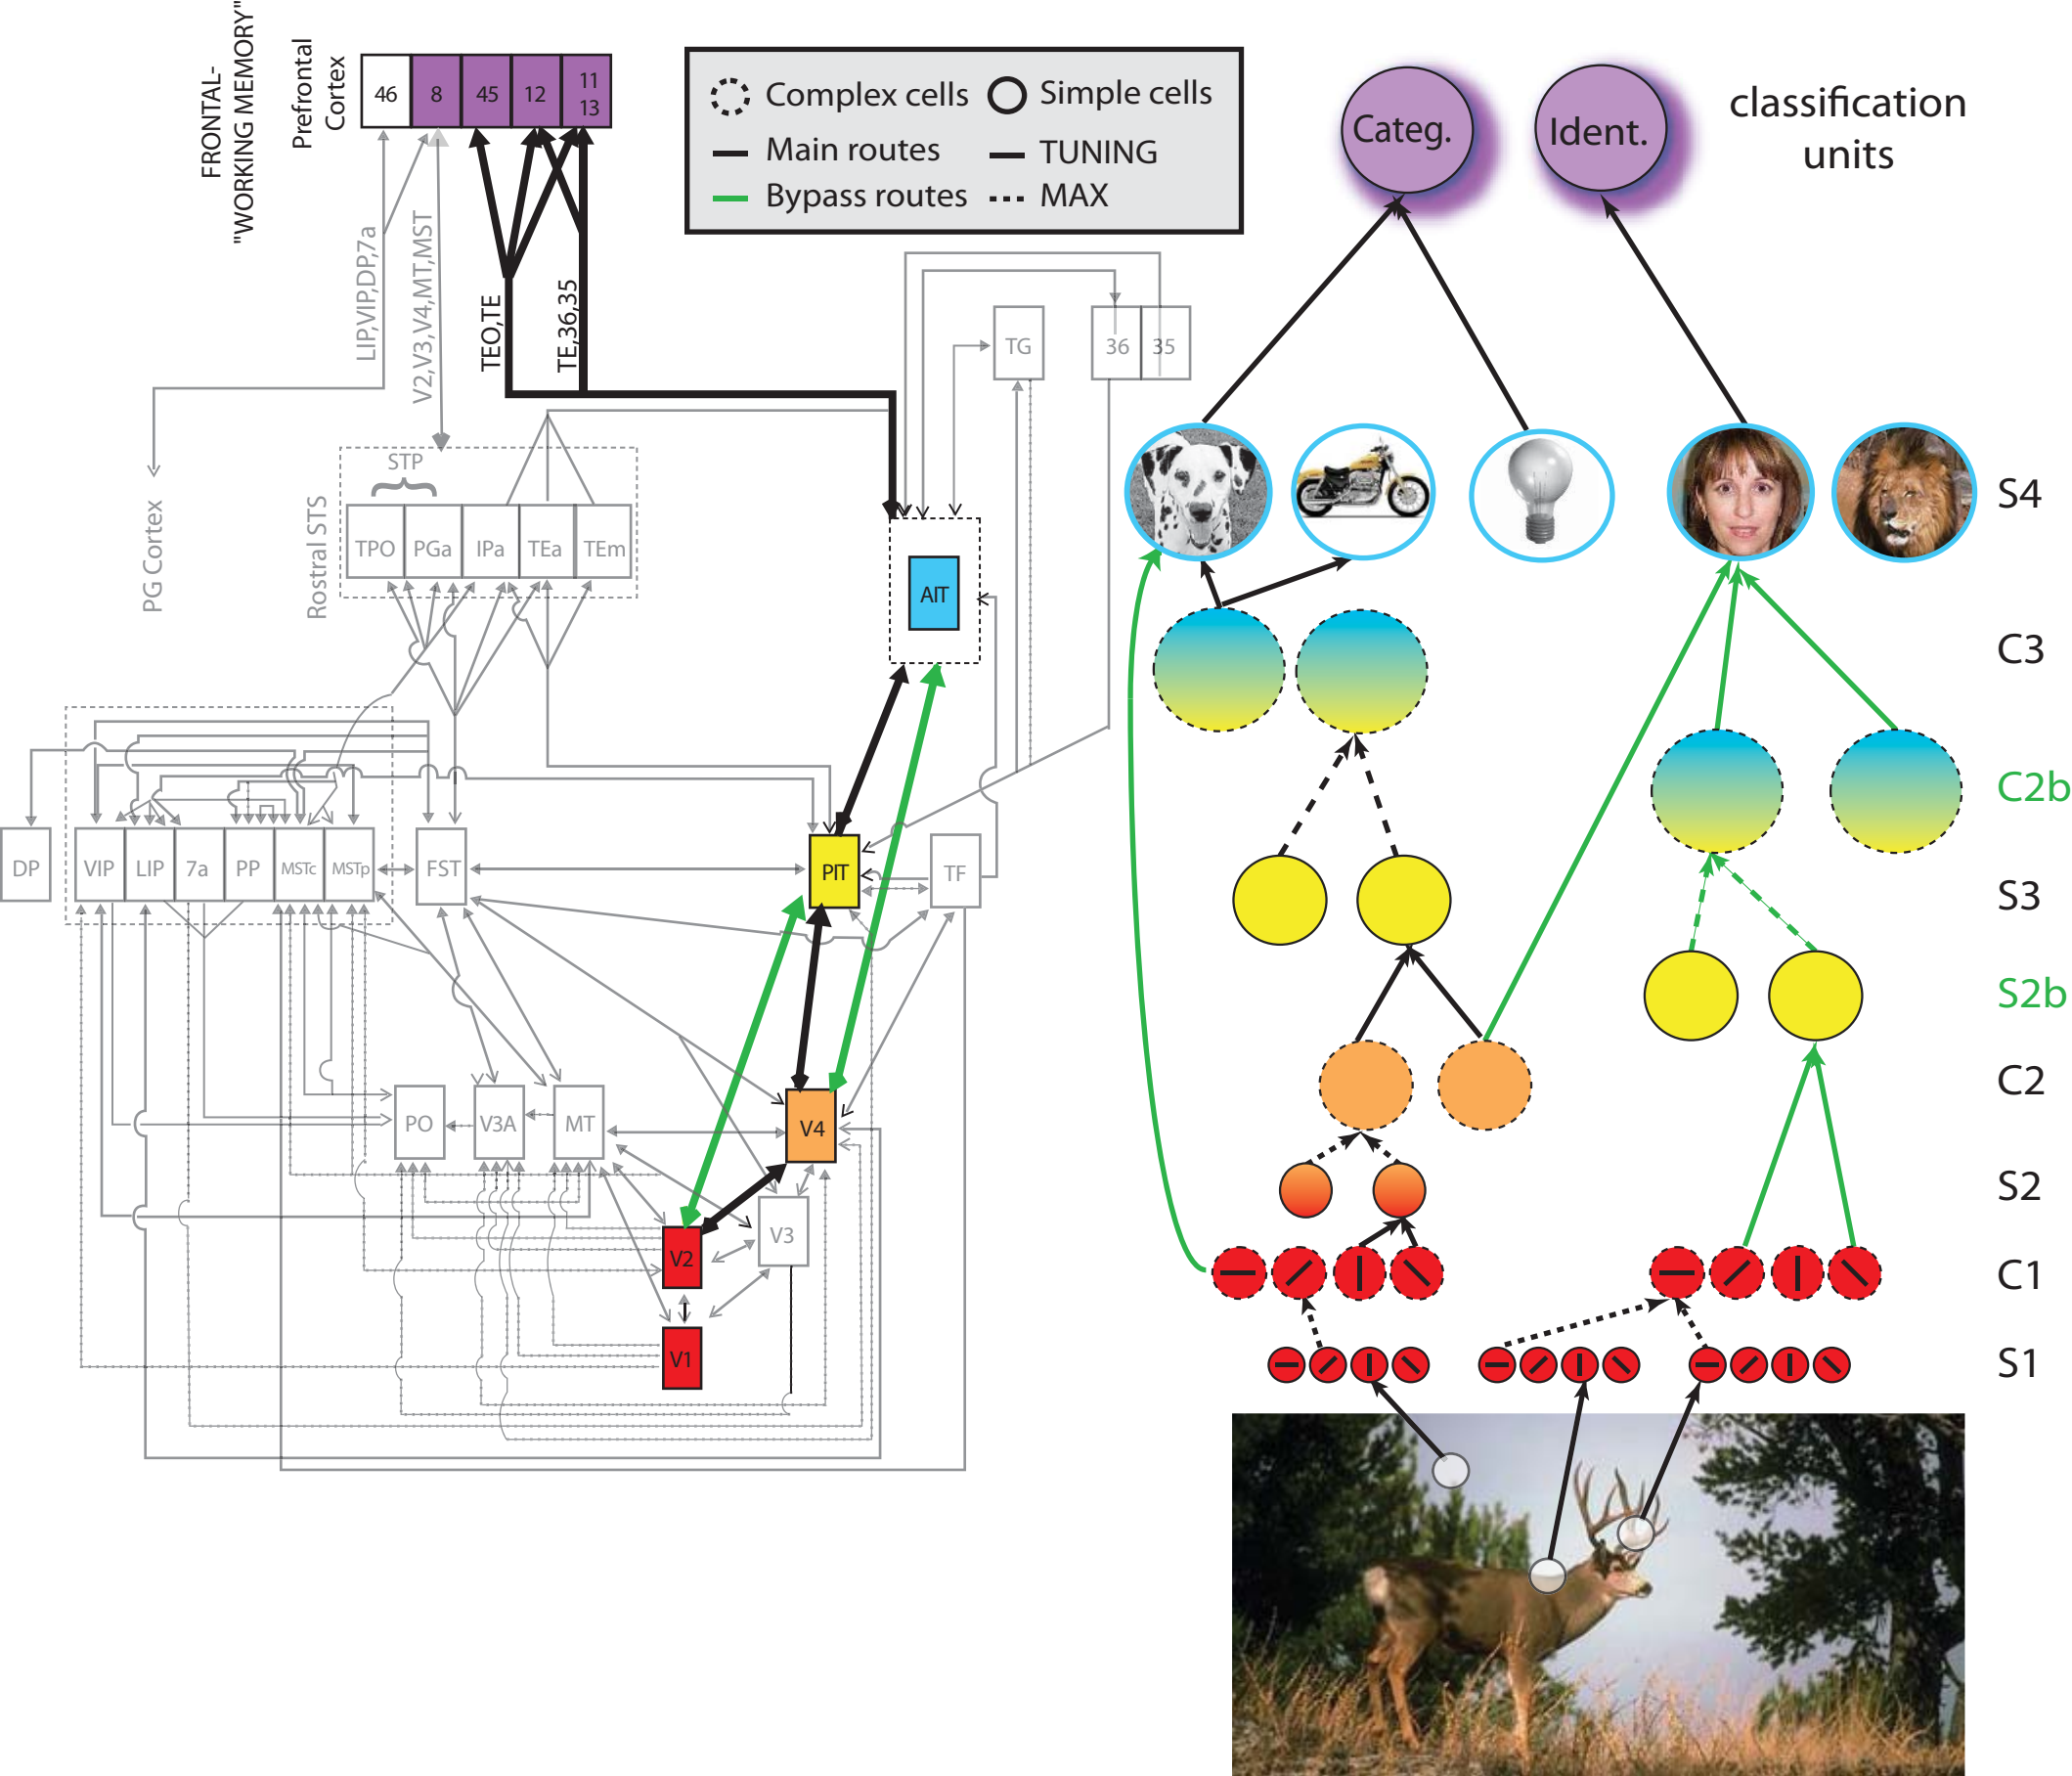 FRONTAL-
"WORKING MEMORY"
Prefrontal
Cortex
46
8
45
12
11
13
Complex cells
Simple cells
Main routes
TUNING
Bypass routes
MAX
Categ.
Ident.
classification
units
LIP,VIP,DP,7a
V2,V3,V4,MT,MST
TEO,TE
TE,36,35
TG
36
35
PG Cortex
Rostral STS
STP
TPO
PGa
IPa
TEa
TEm
AIT
S4
C3
C2b
S3
S2b
C2
S2
C1
S1
DP
VIP
LIP
7a
PP
MSTc
MSTp
FST
PIT
TF
PO
V3A
MT
V4
V2
V3
V1